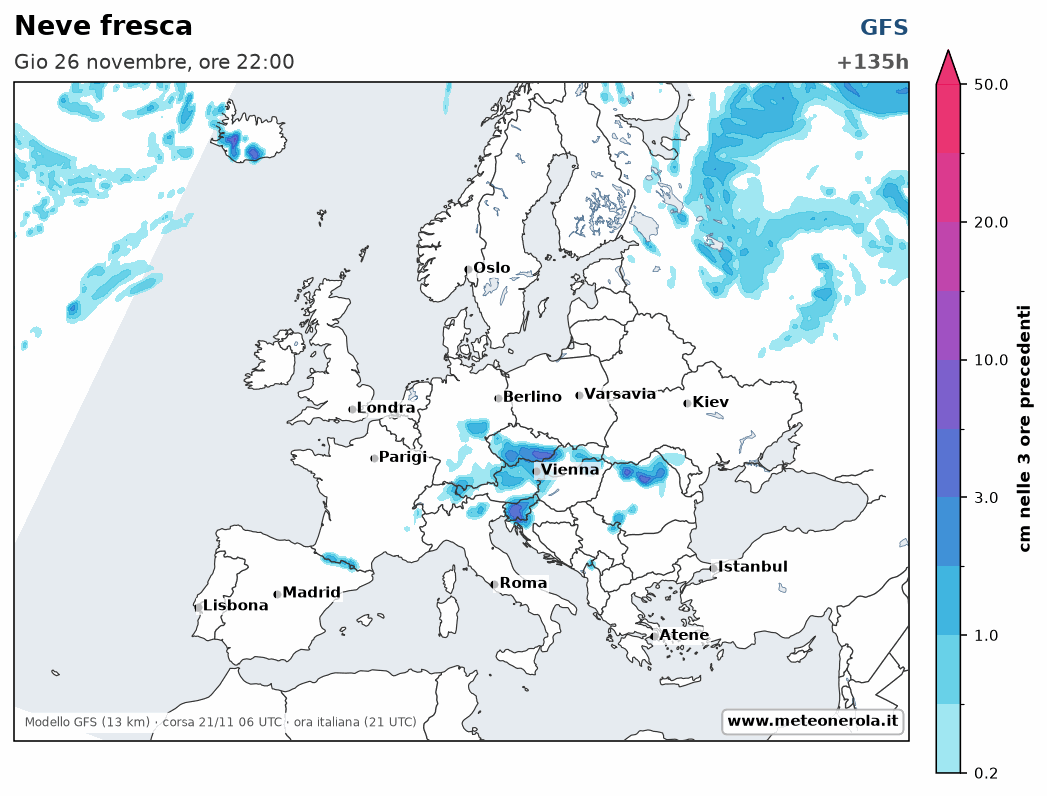 Neve fresca
GFS
Gio 26 novembre, ore 22:00
+135h
50.0
20.0
10.0
3.0
1.0
0.2
cm nelle 3 ore precedenti
Oslo
Berlino
Varsavia
Kiev
Londra
Parigi
Vienna
Istanbul
Roma
Madrid
Lisbona
Atene
Modello GFS (13 km) · corsa 21/11 06 UTC · ora italiana (21 UTC)
www.meteonerola.it